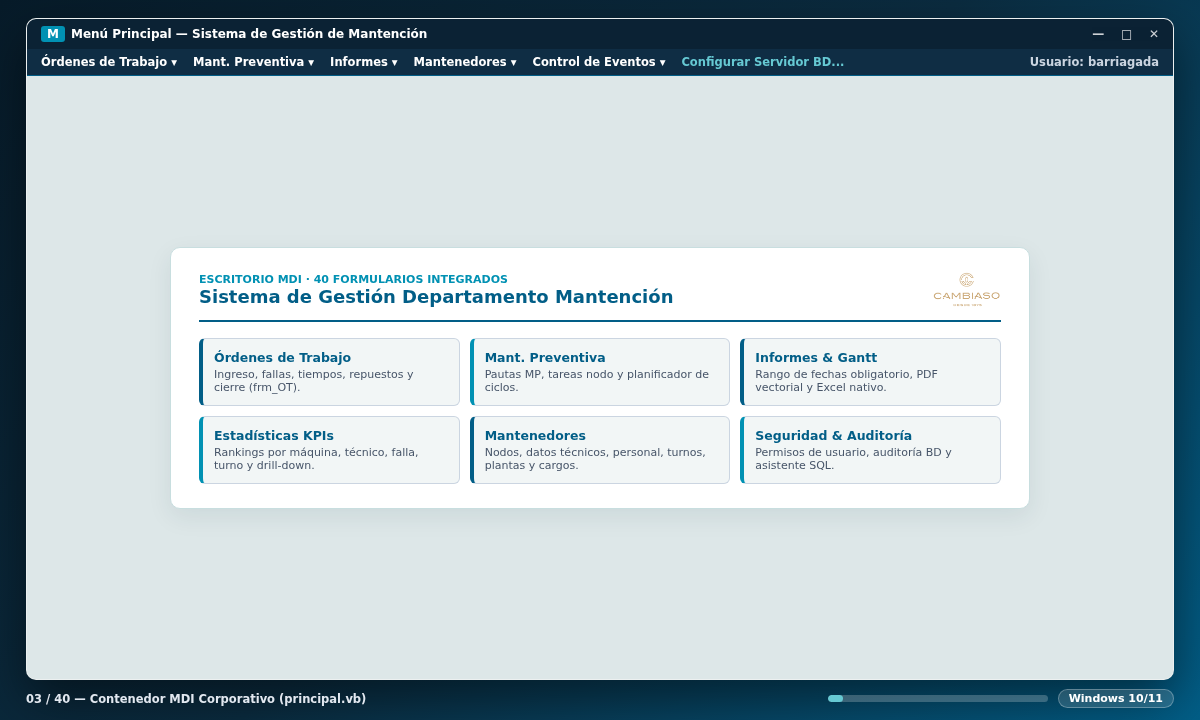 M Menú Principal — Sistema de Gestión de Mantención
Órdenes de Trabajo ▾ Mant. Preventiva ▾ Informes ▾ Mantenedores ▾ Control de Eventos ▾ Configurar Servidor BD... Usuario: barriagada
ESCRITORIO MDI · 40 FORMULARIOS INTEGRADOS
Sistema de Gestión Departamento Mantención
CAMBIASO
Órdenes de Trabajo
Ingreso, fallas, tiempos, repuestos y
cierre (frm_OT).
Mant. Preventiva
Pautas MP, tareas nodo y planificador de
ciclos.
Informes & Gantt
Rango de fechas obligatorio, PDF
vectorial y Excel nativo.
Estadísticas KPIs
Rankings por máquina, técnico, falla,
turno y drill-down.
Mantenedores
Nodos, datos técnicos, personal, turnos,
plantas y cargos.
Seguridad & Auditoría
Permisos de usuario, auditoría BD y
asistente SQL.
03 / 40 — Contenedor MDI Corporativo (principal.vb)
Windows 10/11